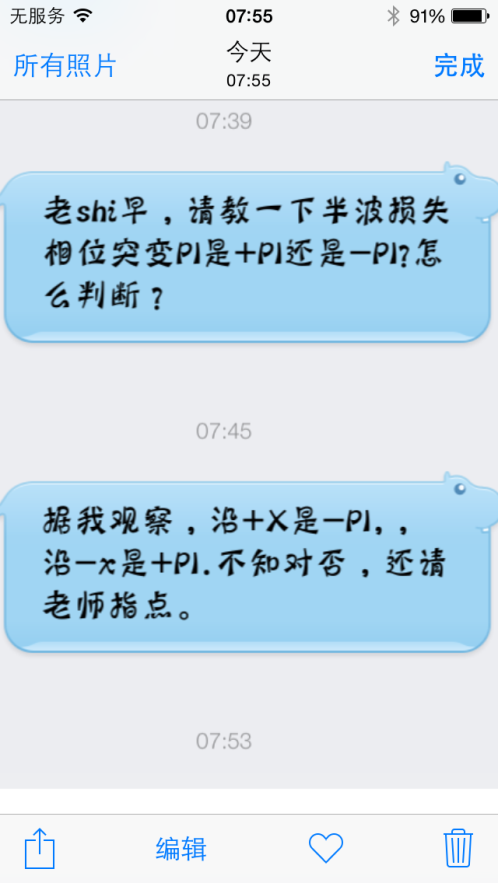 无服务 07:55 91%
所有照片 今天 完成
07:55
07:39
老shi早，请教一下半波损失
相位突变PI是+PI还是-PI?怎
么判断？
07:45
据我观察，沿+X是-PI,，
沿-x是+PI.不知对否，还请
老师指点。
07:53
编辑